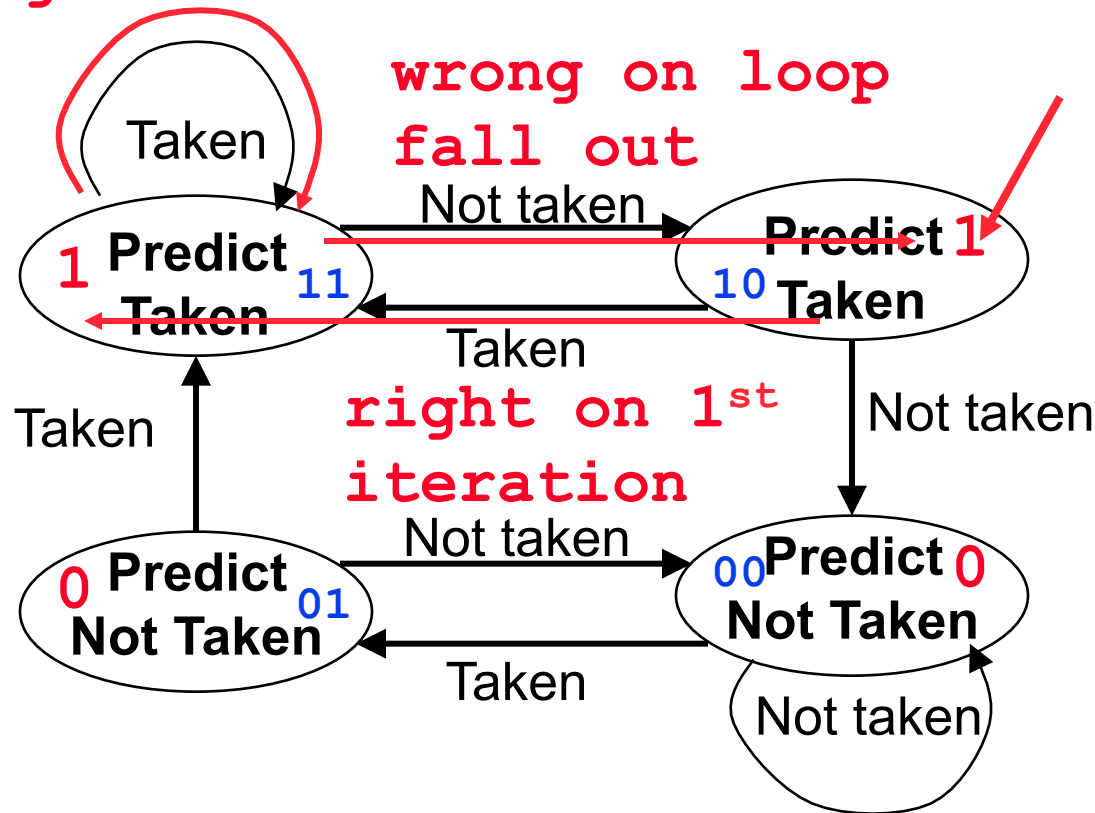 wrong on loop
fall out
Taken
Not taken
1 Predict 11
Taken
Predict 1
10 Taken
Taken
right on 1st
iteration
Taken
Not taken
Not taken
0 Predict 01
Not Taken
00 Predict 0
Not Taken
Taken
Not taken